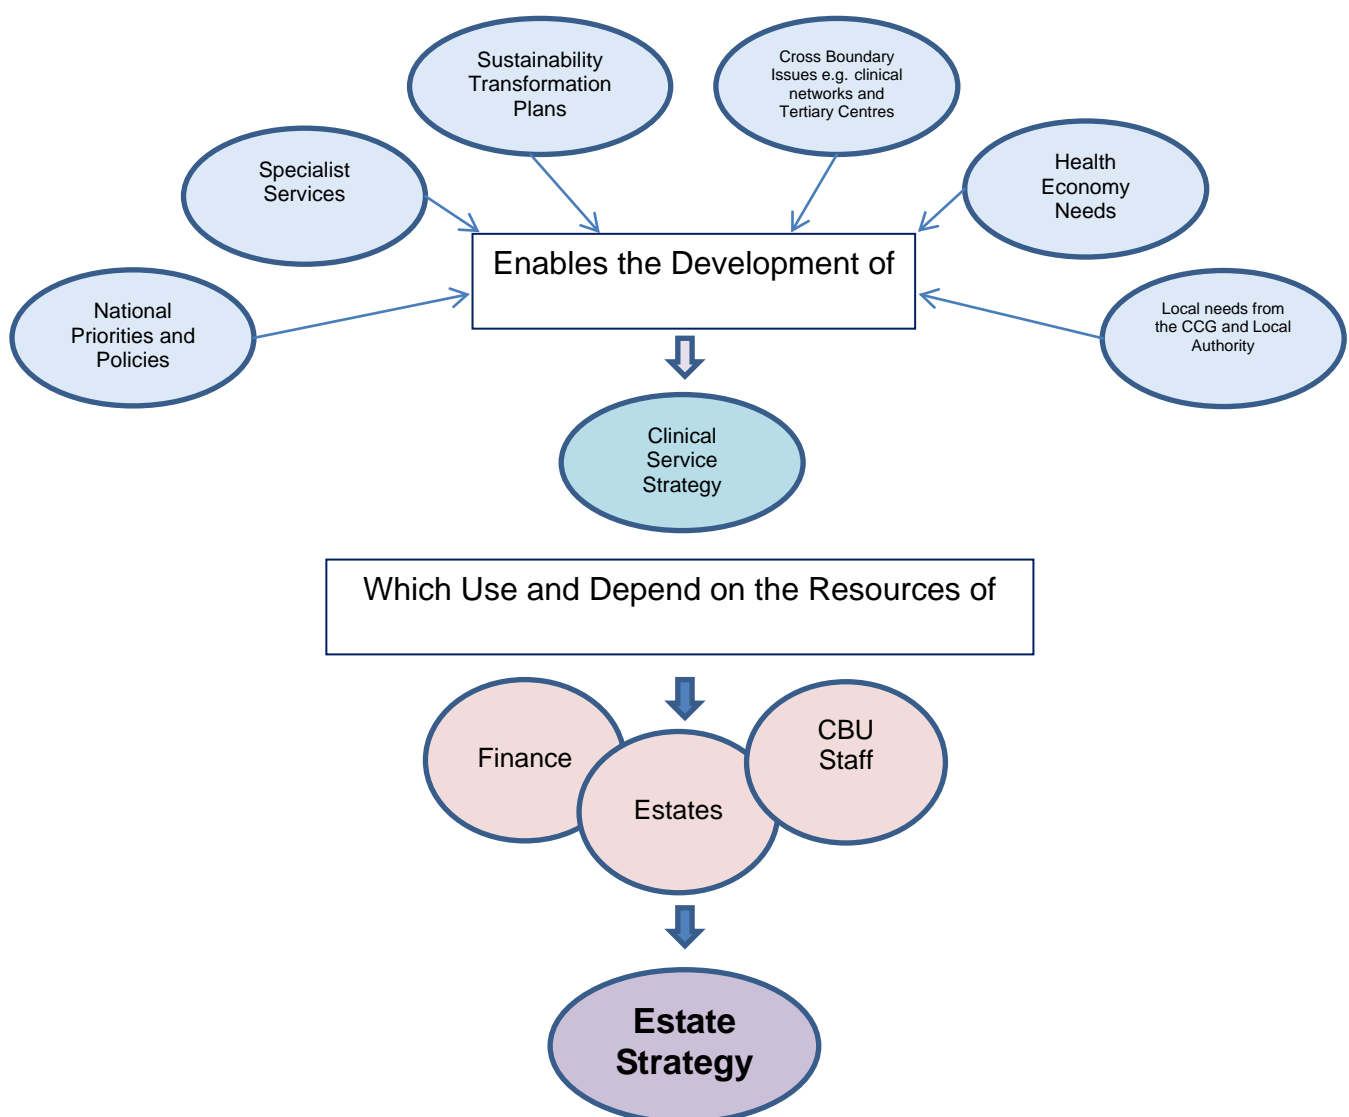 Sustainability
Transformation
Plans
Cross Boundary
Issues e.g. clinical
networks and
Tertiary Centres
Specialist
Services
Health
Economy
Needs
Enables the Development of
National
Priorities and
Policies
Local needs from
the CCG and Local
Authority
Clinical
Service
Strategy
Which Use and Depend on the Resources of
Finance
Estates
CBU
Staff
Estate
Strategy